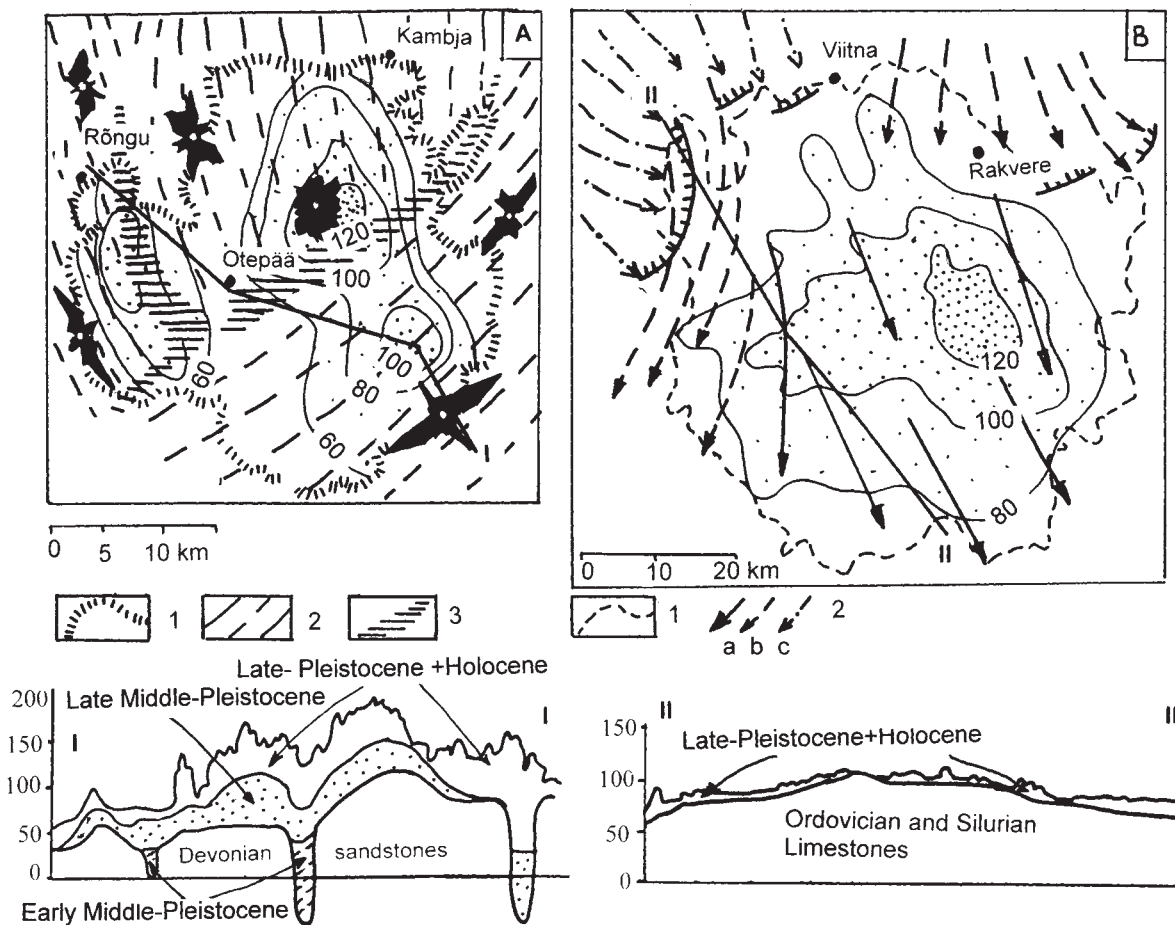 A
Kambja
Rõngu
120
Otepää
100
60
100
80
60
0 5 10 km
1 2 3
B
Viitna
II
Rakvere
120
100
80
II
0 10 20 km
1 2
a b c
Late- Pleistocene +Holocene
Late Middle-Pleistocene
200
150
100
50
0
I
I
Devonian sandstones
Early Middle-Pleistocene
II
II
Late-Pleistocene+Holocene
150
100
50
0
Ordovician and Silurian
Limestones